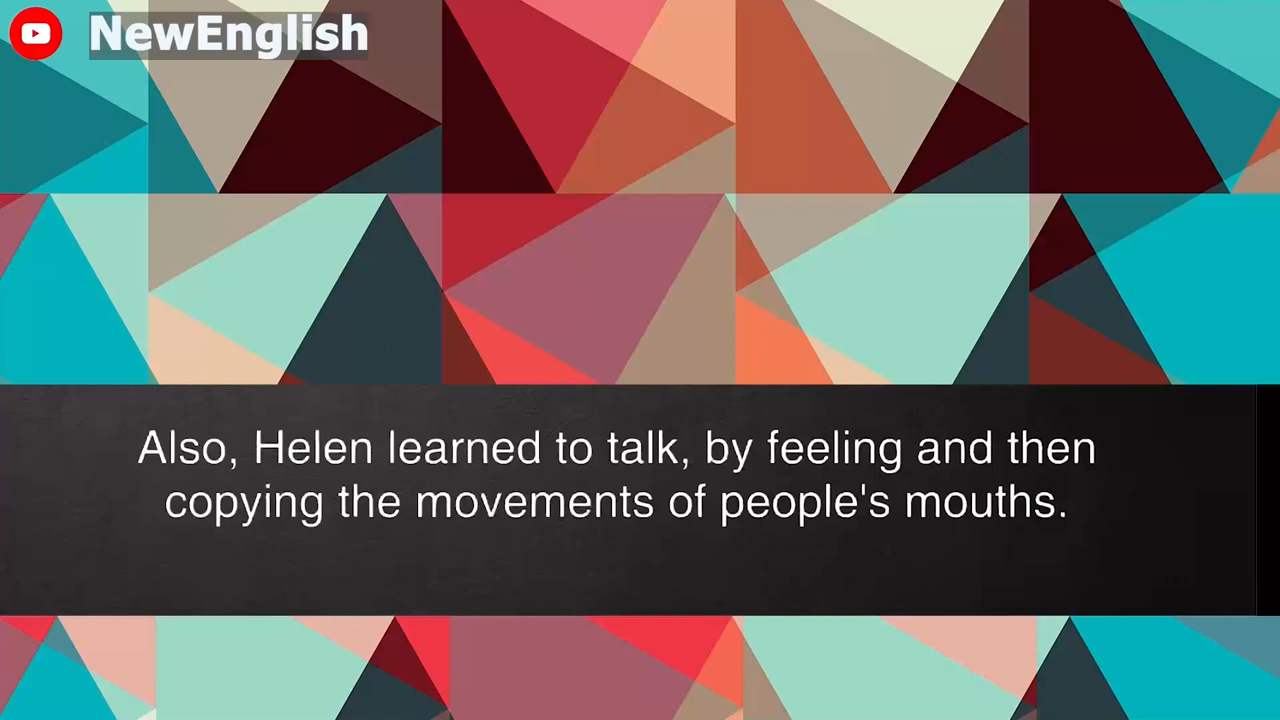 NewEnglish
Also, Helen learned to talk, by feeling and then
copying the movements of people's mouths.